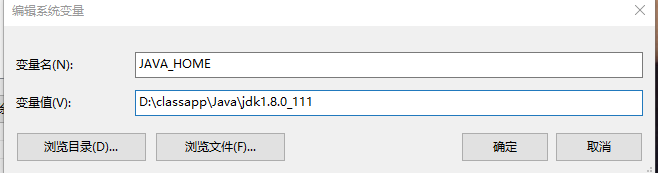 编辑系统变量
变量名(N):
JAVA_HOME
变量值(V):
D:\classapp\Java\jdk1.8.0_111
浏览目录(D)...
浏览文件(F)...
确定
取消